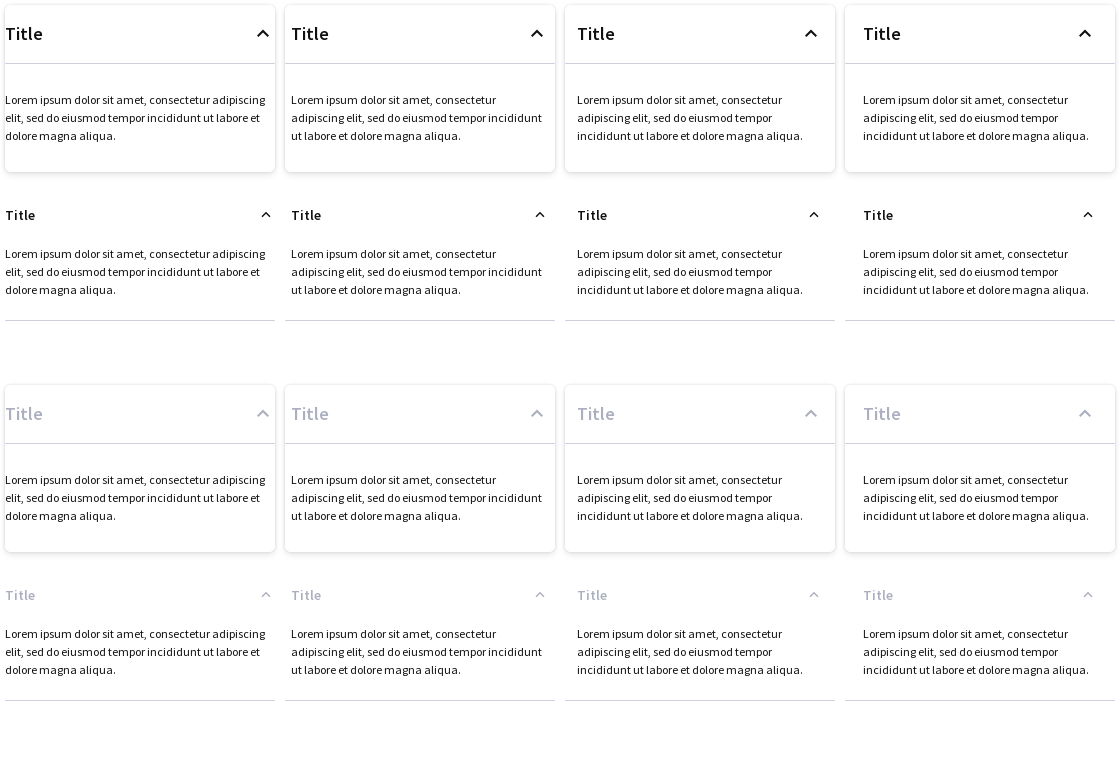 Title
Lorem ipsum dolor sit amet, consectetur adipiscing
elit, sed do eiusmod tempor incididunt ut labore et
dolore magna aliqua.
Title
Lorem ipsum dolor sit amet, consectetur
adipiscing elit, sed do eiusmod tempor incididunt
ut labore et dolore magna aliqua.
Title
Lorem ipsum dolor sit amet, consectetur
adipiscing elit, sed do eiusmod tempor
incididunt ut labore et dolore magna aliqua.
Title
Lorem ipsum dolor sit amet, consectetur
adipiscing elit, sed do eiusmod tempor
incididunt ut labore et dolore magna aliqua.
Title
Lorem ipsum dolor sit amet, consectetur adipiscing
elit, sed do eiusmod tempor incididunt ut labore et
dolore magna aliqua.
Title
Lorem ipsum dolor sit amet, consectetur
adipiscing elit, sed do eiusmod tempor incididunt
ut labore et dolore magna aliqua.
Title
Lorem ipsum dolor sit amet, consectetur
adipiscing elit, sed do eiusmod tempor
incididunt ut labore et dolore magna aliqua.
Title
Lorem ipsum dolor sit amet, consectetur
adipiscing elit, sed do eiusmod tempor
incididunt ut labore et dolore magna aliqua.
Title
Lorem ipsum dolor sit amet, consectetur adipiscing
elit, sed do eiusmod tempor incididunt ut labore et
dolore magna aliqua.
Title
Lorem ipsum dolor sit amet, consectetur
adipiscing elit, sed do eiusmod tempor incididunt
ut labore et dolore magna aliqua.
Title
Lorem ipsum dolor sit amet, consectetur
adipiscing elit, sed do eiusmod tempor
incididunt ut labore et dolore magna aliqua.
Title
Lorem ipsum dolor sit amet, consectetur
adipiscing elit, sed do eiusmod tempor
incididunt ut labore et dolore magna aliqua.
Title
Lorem ipsum dolor sit amet, consectetur adipiscing
elit, sed do eiusmod tempor incididunt ut labore et
dolore magna aliqua.
Title
Lorem ipsum dolor sit amet, consectetur
adipiscing elit, sed do eiusmod tempor incididunt
ut labore et dolore magna aliqua.
Title
Lorem ipsum dolor sit amet, consectetur
adipiscing elit, sed do eiusmod tempor
incididunt ut labore et dolore magna aliqua.
Title
Lorem ipsum dolor sit amet, consectetur
adipiscing elit, sed do eiusmod tempor
incididunt ut labore et dolore magna aliqua.